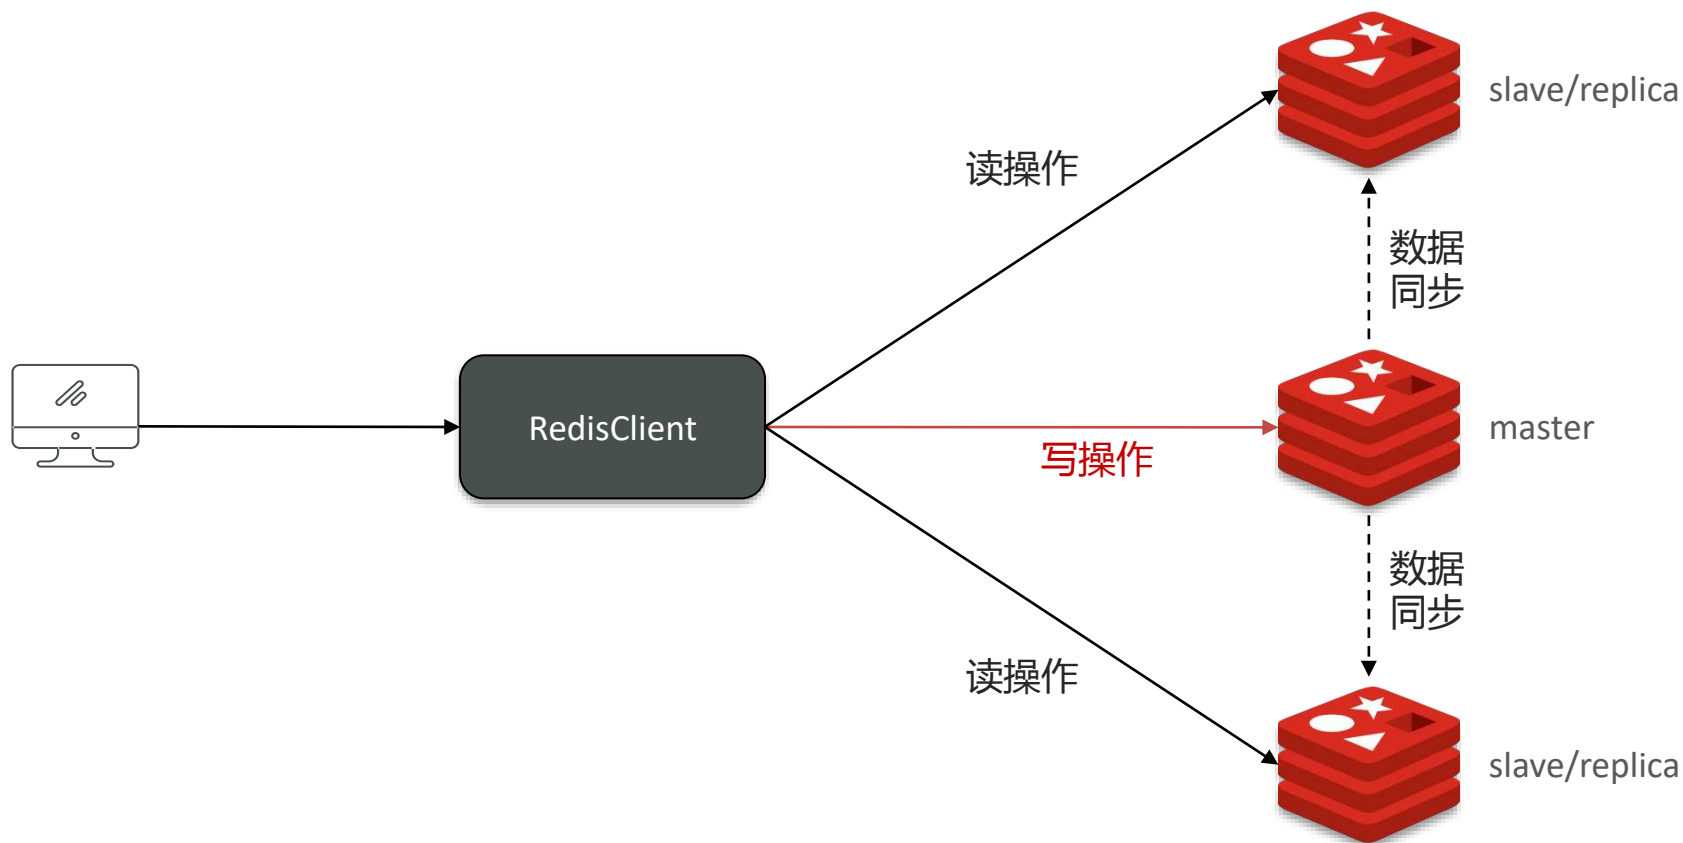 slave/replica
读操作
数据
同步
RedisClient
写操作
master
数据
同步
读操作
slave/replica